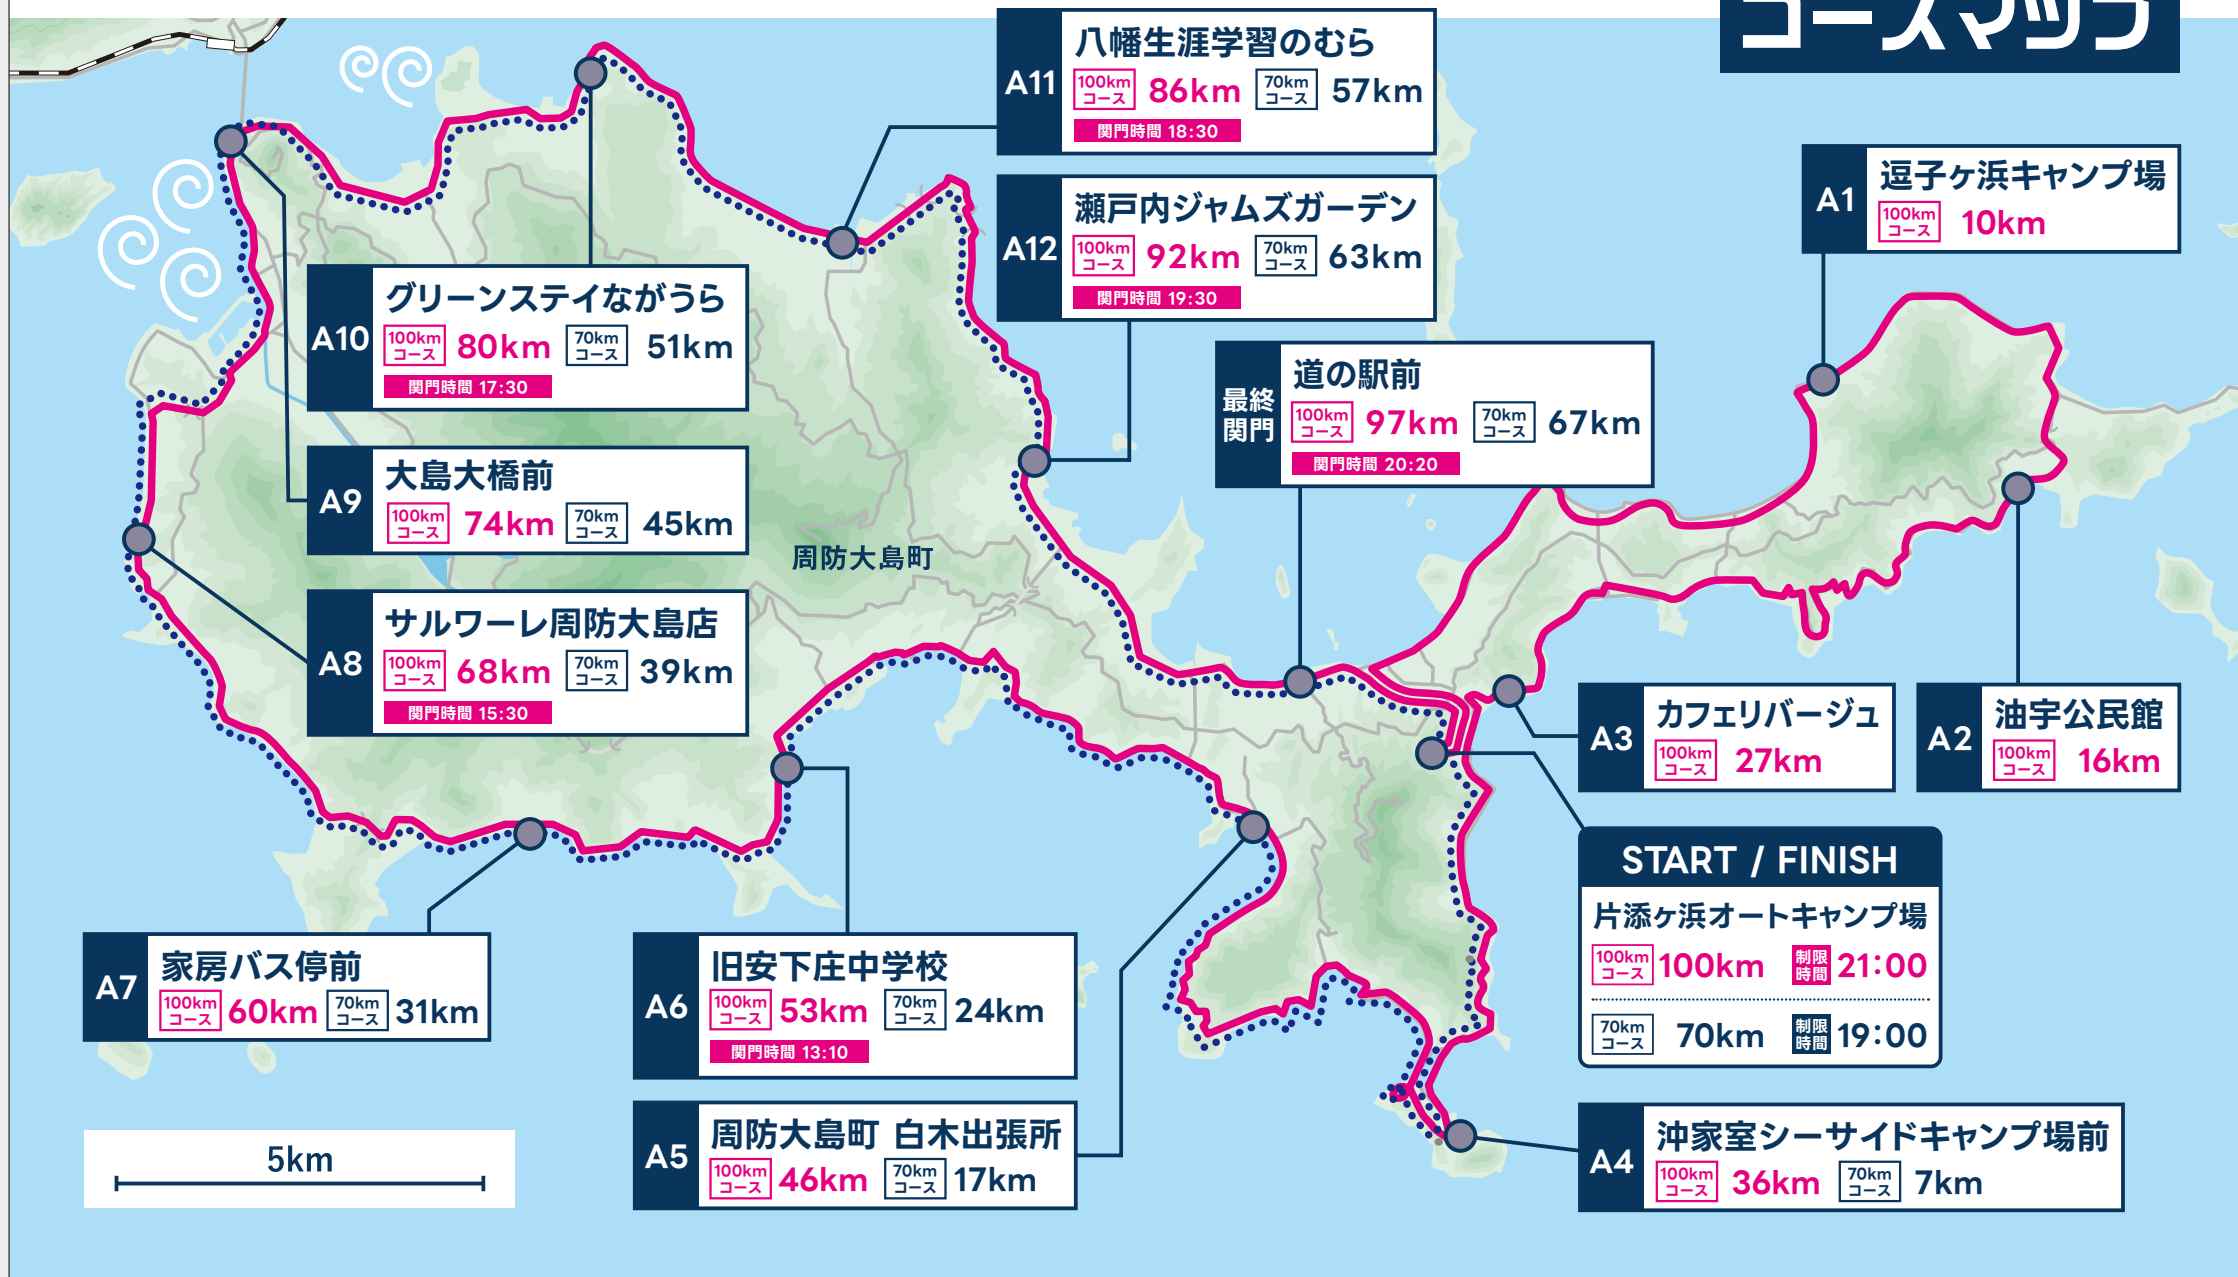 コースマップ
A11
八幡生涯学習のむら
100kmコース 86km 70kmコース 57km
関門時間 18:30
A12
瀬戸内ジャムズガーデン
100kmコース 92km 70kmコース 63km
関門時間 19:30
A1
逗子ヶ浜キャンプ場
100kmコース 10km
A10
グリーンステイながうら
100kmコース 80km 70kmコース 51km
関門時間 17:30
最終関門
道の駅前
100kmコース 97km 70kmコース 67km
関門時間 20:20
A9
大島大橋前
100kmコース 74km 70kmコース 45km
周防大島町
A8
サルワーレ周防大島店
100kmコース 68km 70kmコース 39km
関門時間 15:30
A3
カフェリバージュ
100kmコース 27km
A2
油宇公民館
100kmコース 16km
START / FINISH
片添ヶ浜オートキャンプ場
100kmコース 100km 制限時間 21:00
70kmコース 70km 制限時間 19:00
A7
家房バス停前
100kmコース 60km 70kmコース 31km
A6
旧安下庄中学校
100kmコース 53km 70kmコース 24km
関門時間 13:10
A5
周防大島町 白木出張所
100kmコース 46km 70kmコース 17km
A4
沖家室シーサイドキャンプ場前
100kmコース 36km 70kmコース 7km
5km